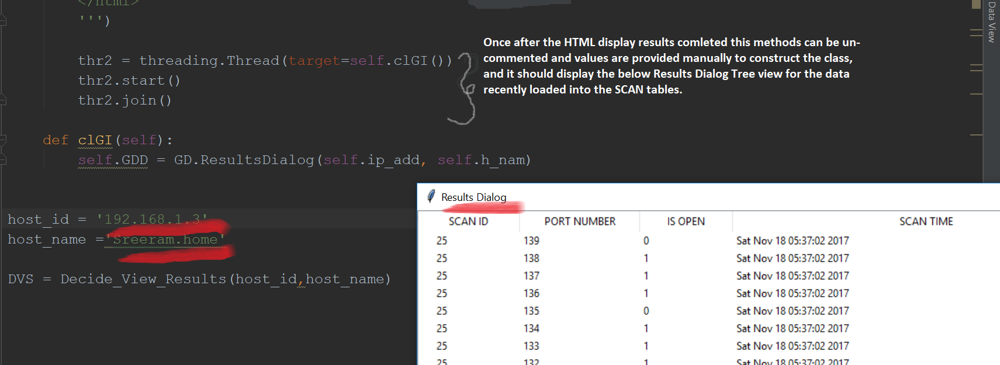 </html>
''')
Once after the HTML display results comleted this methods can be un-
commented and values are provided manually to construct the class,
and it should display the below Results Dialog Tree view for the data
recently loaded into the SCAN tables.
thr2 = threading.Thread(target=self.clGI())
thr2.start()
thr2.join()
def clGI(self):
self.GDD = GD.ResultsDialog(self.ip_add, self.h_nam)
host_id = '192.168.1.3'
host_name ='Sreeram.home'
DVS = Decide_View_Results(host_id,host_name)
Data View
Results Dialog
SCAN ID PORT NUMBER IS OPEN SCAN TIME
25 139 0 Sat Nov 18 05:37:02 2017
25 138 1 Sat Nov 18 05:37:02 2017
25 137 1 Sat Nov 18 05:37:02 2017
25 136 1 Sat Nov 18 05:37:02 2017
25 135 0 Sat Nov 18 05:37:02 2017
25 134 1 Sat Nov 18 05:37:02 2017
25 133 1 Sat Nov 18 05:37:02 2017
25 132 1 Sat Nov 18 05:37:02 2017